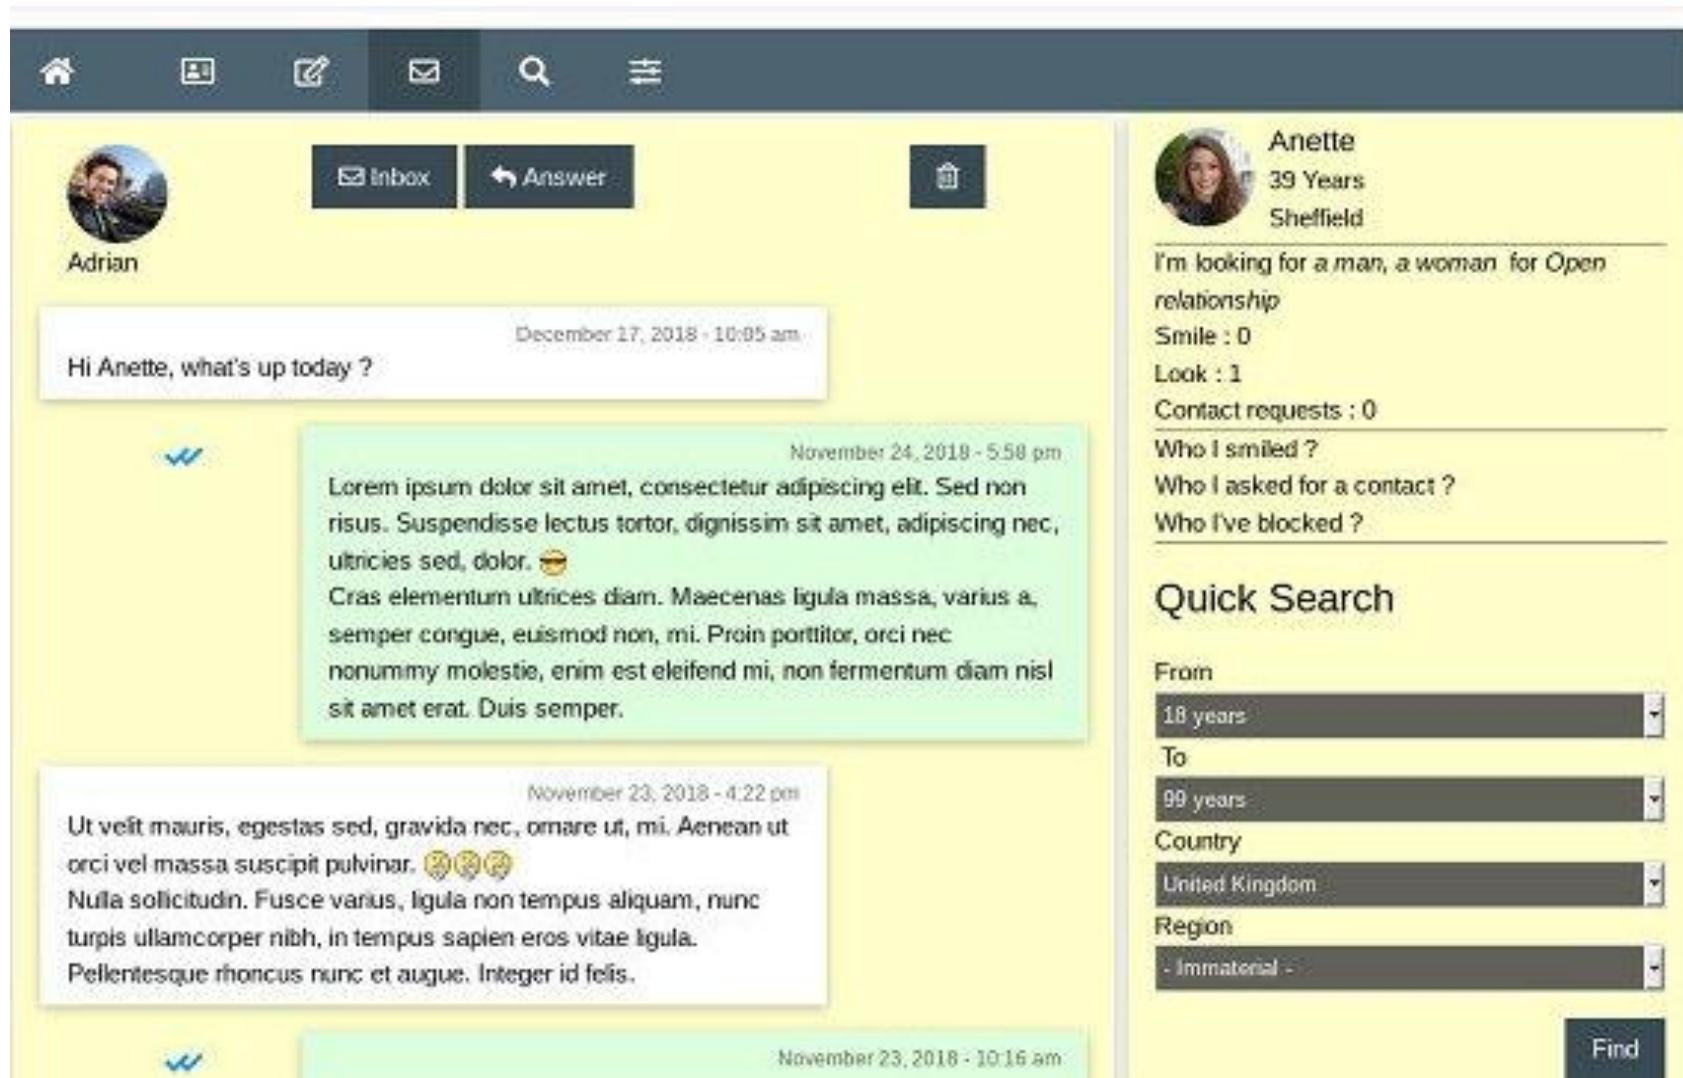 Inbox
Answer
Adrian
December 17, 2018 - 10:05 am
Hi Anette, what's up today ?
November 24, 2018 - 5:58 pm
Lorem ipsum dolor sit amet, consectetur adipiscing elit. Sed non
risus. Suspendisse lectus tortor, dignissim sit amet, adipiscing nec,
ultricies sed, dolor.
Cras elementum ultrices diam. Maecenas ligula massa, varius a,
semper congue, euismod non, mi. Proin porttitor, orci nec
nonummy molestie, enim est eleifend mi, non fermentum diam nisl
sit amet erat. Duis semper.
November 23, 2018 - 4:22 pm
Ut velit mauris, egestas sed, gravida nec, ornare ut, mi. Aenean ut
orci vel massa suscipit pulvinar.
Nulla sollicitudin. Fusce varius, ligula non tempus aliquam, nunc
turpis ullamcorper nibh, in tempus sapien eros vitae ligula.
Pellentesque rhoncus nunc et augue. Integer id felis.
November 23, 2018 - 10:16 am
Anette
39 Years
Sheffield
I'm looking for a man, a woman for Open
relationship
Smile : 0
Look : 1
Contact requests : 0
Who I smiled ?
Who I asked for a contact ?
Who I've blocked ?
Quick Search
From
18 years
To
99 years
Country
United Kingdom
Region
- Immaterial -
Find